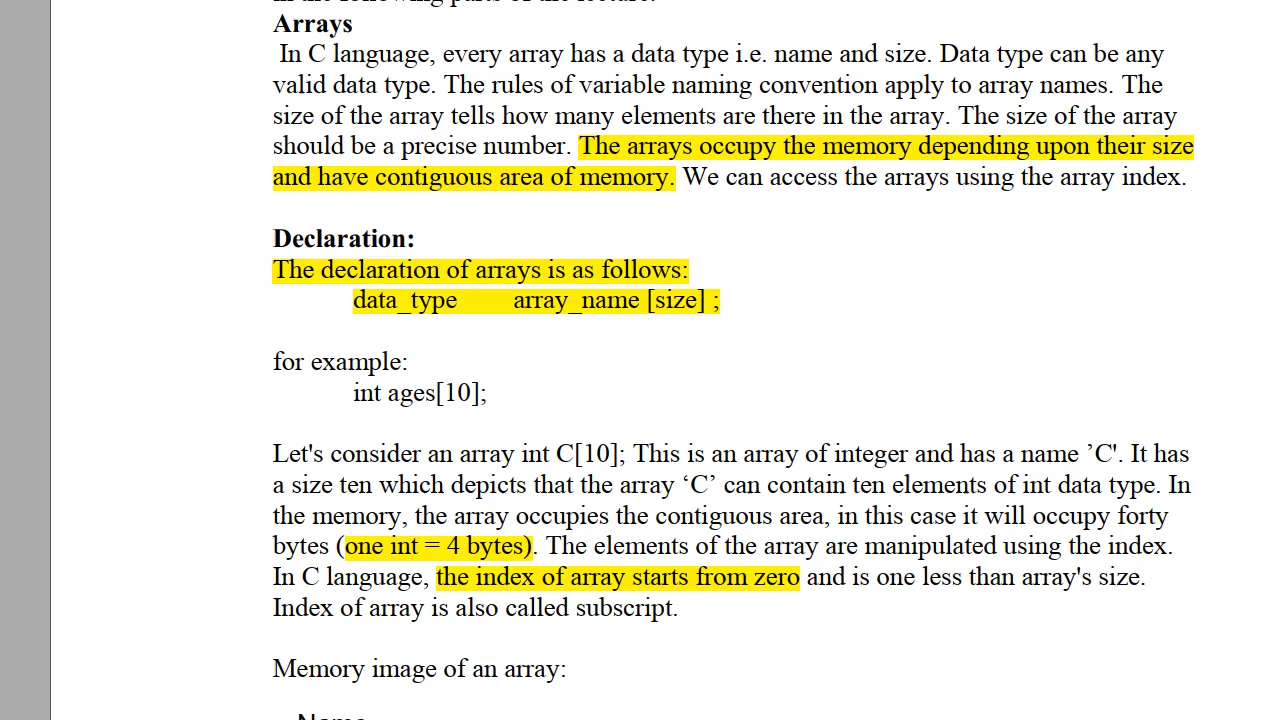 in the following parts of the lecture.
Arrays
In C language, every array has a data type i.e. name and size. Data type can be any
valid data type. The rules of variable naming convention apply to array names. The
size of the array tells how many elements are there in the array. The size of the array
should be a precise number. The arrays occupy the memory depending upon their size
and have contiguous area of memory. We can access the arrays using the array index.
Declaration:
The declaration of arrays is as follows:
data_type array_name [size] ;
for example:
int ages[10];
Let's consider an array int C[10]; This is an array of integer and has a name ’C'. It has
a size ten which depicts that the array ‘C’ can contain ten elements of int data type. In
the memory, the array occupies the contiguous area, in this case it will occupy forty
bytes (one int = 4 bytes). The elements of the array are manipulated using the index.
In C language, the index of array starts from zero and is one less than array's size.
Index of array is also called subscript.
Memory image of an array:
Name